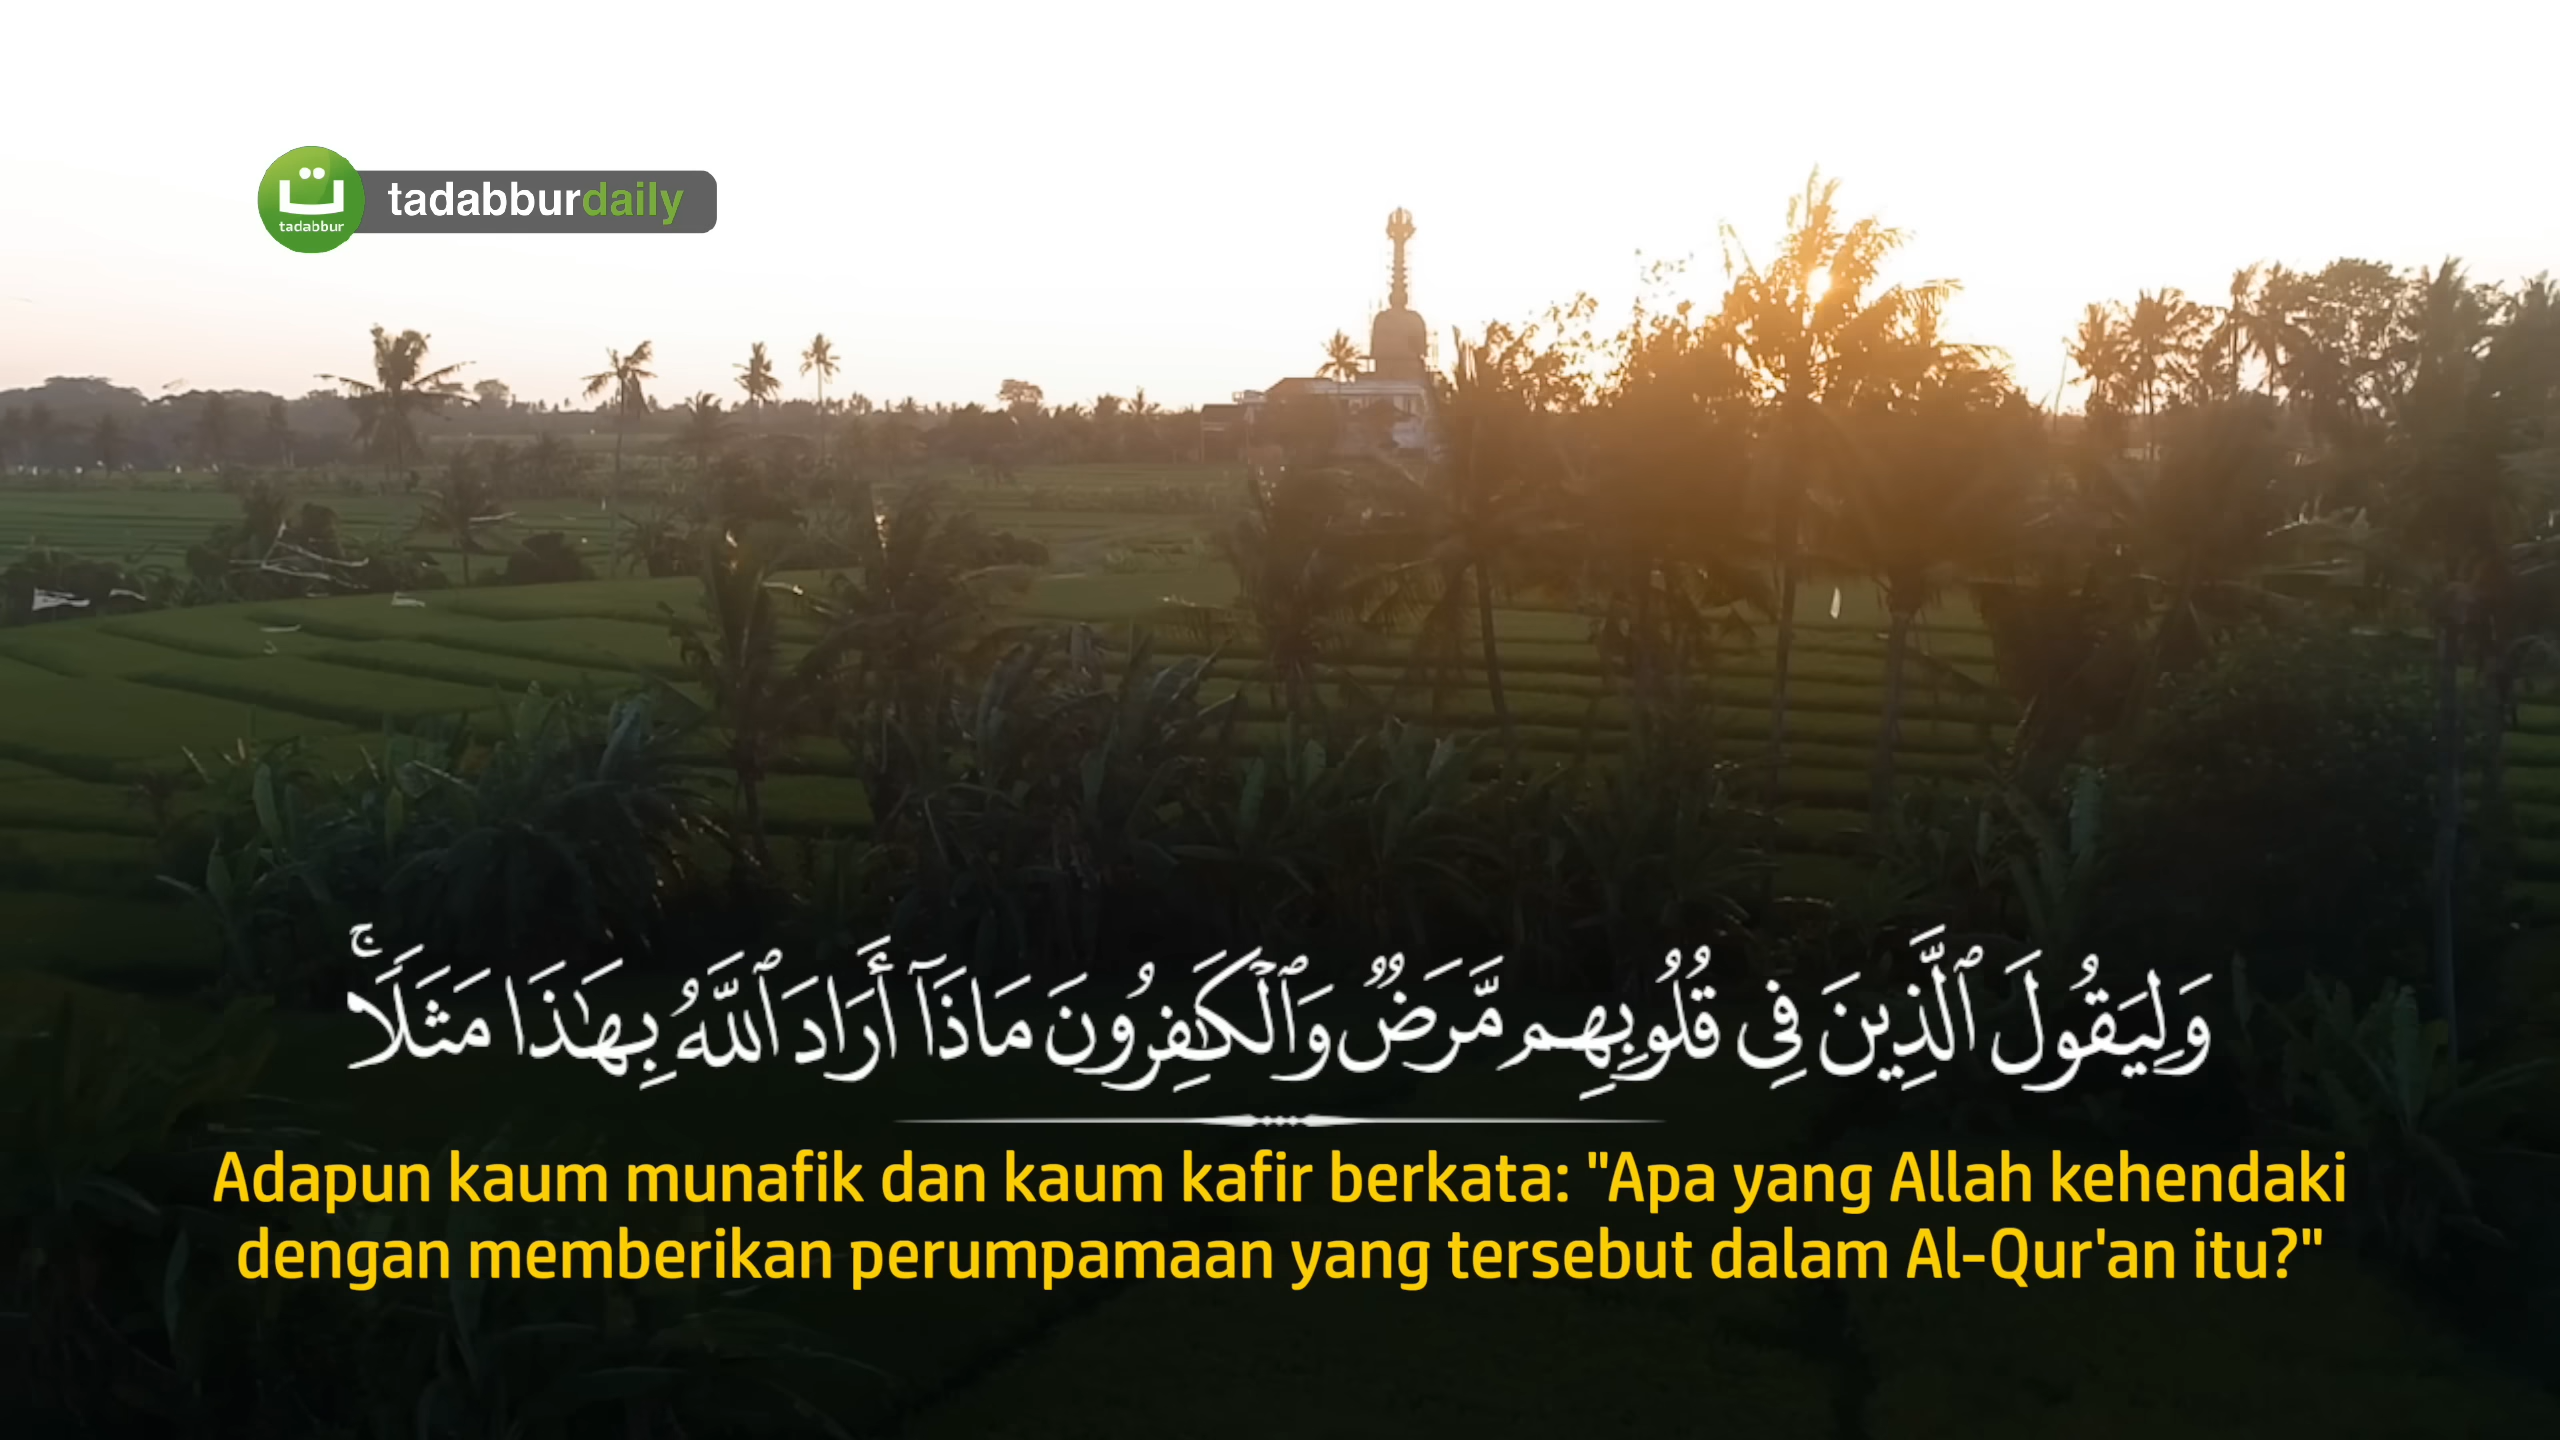 ت
tadabbur
tadabburdaily
وَلِيَقُولَ ٱلَّذِينَ فِى قُلُوبِهِم مَّرَضٌ وَٱلْكَٰفِرُونَ مَاذَآ أَرَادَ ٱللَّهُ بِهَٰذَا مَثَلًا ۚ
Adapun kaum munafik dan kaum kafir berkata: "Apa yang Allah kehendaki
dengan memberikan perumpamaan yang tersebut dalam Al-Qur'an itu?"